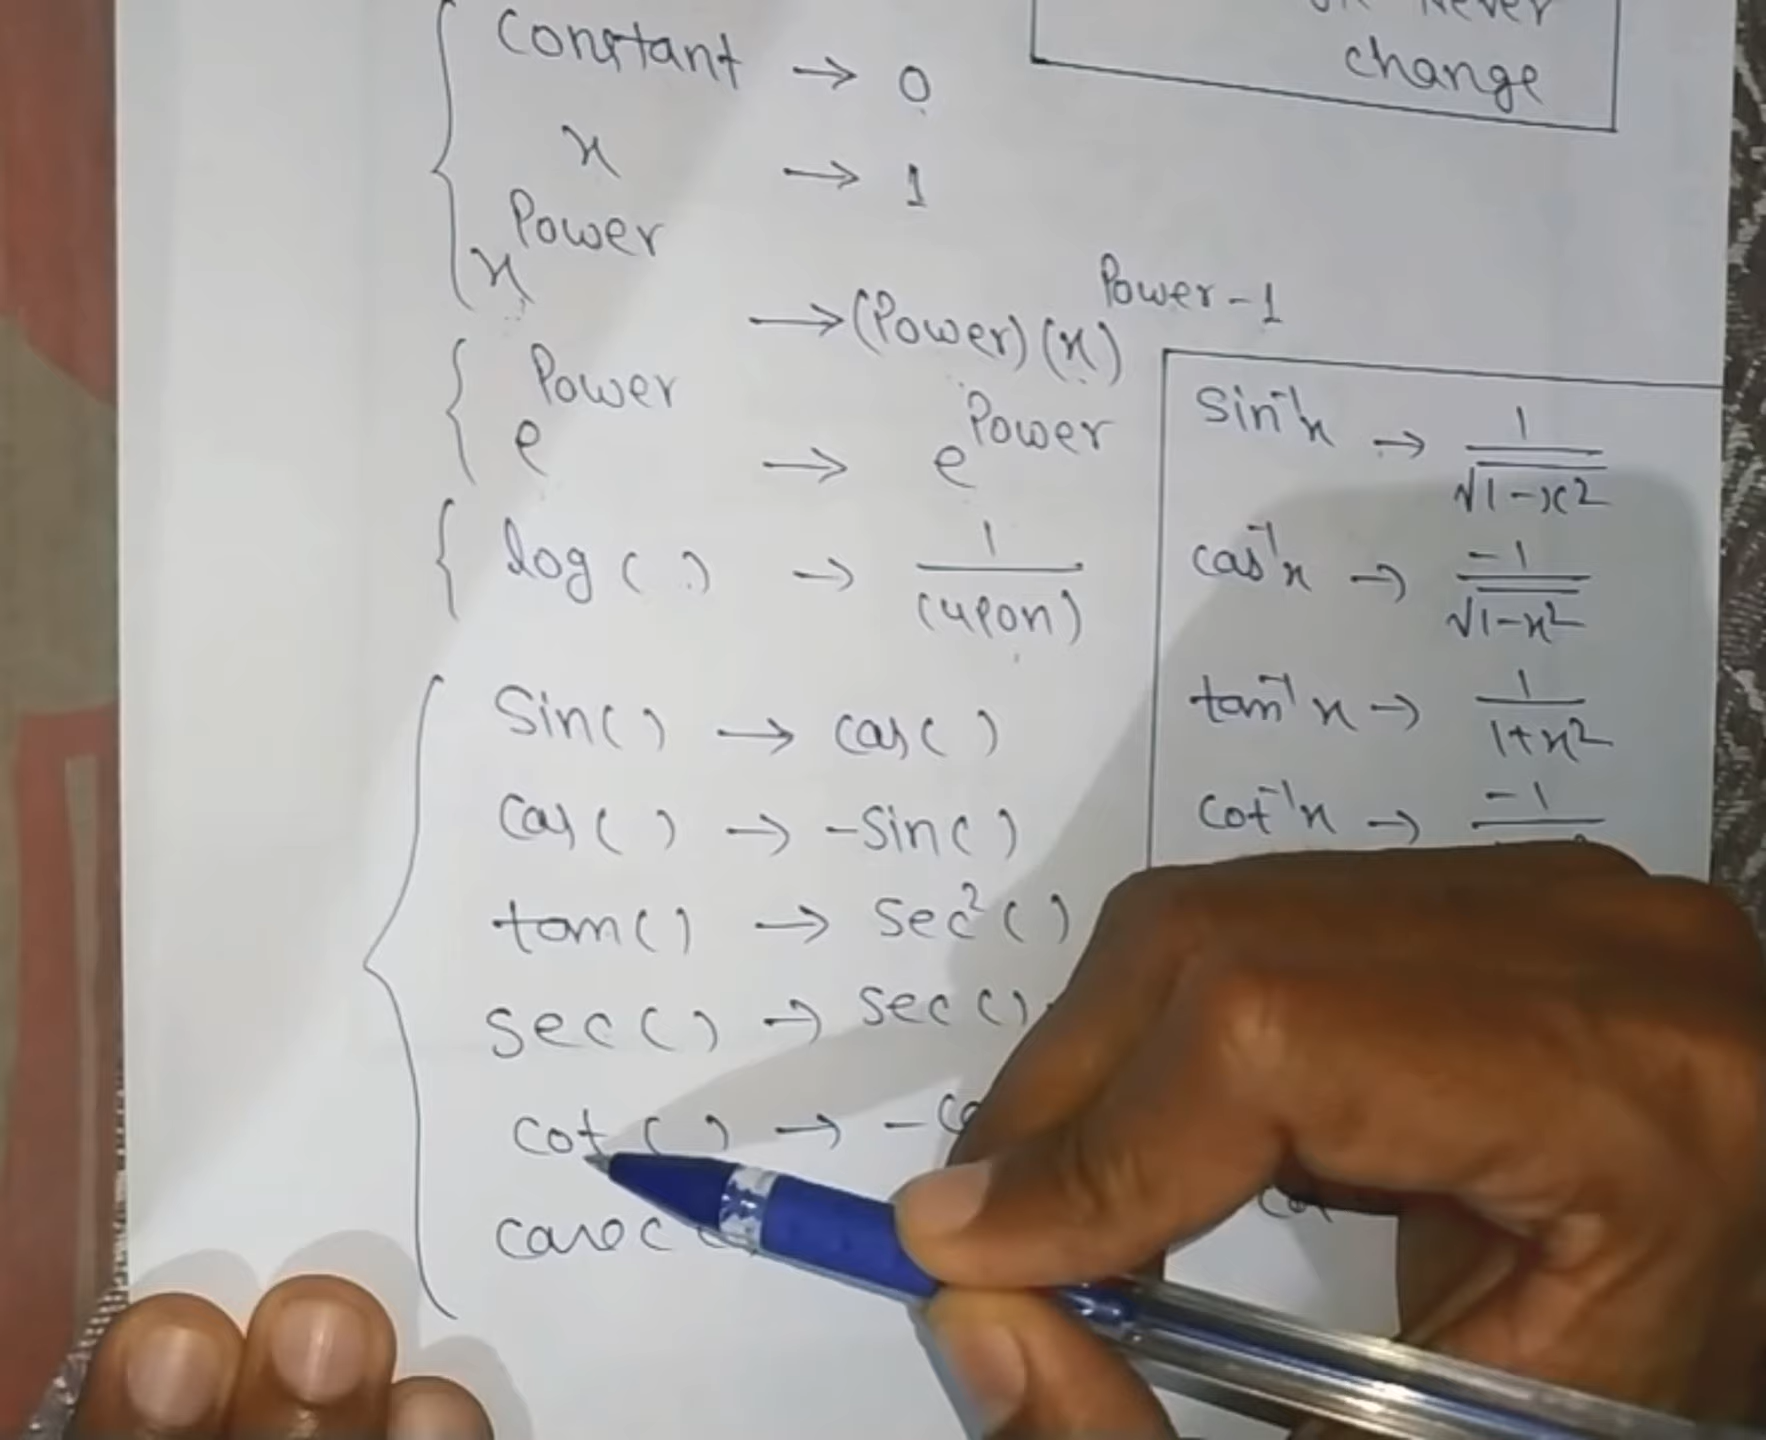 Never
change
Constant → 0
x → 1
x^Power → (Power)(x)^Power-1
e^Power → e^Power
log( ) → 1/(upon)
Sin( ) → cos( )
Cos( ) → -Sin( )
tan( ) → Sec²( )
Sec( ) → Sec( )
cot( ) → -
cosec
Sin⁻¹x → 1/√1-x²
cos⁻¹x → -1/√1-x²
tan⁻¹x → 1/1+x²
cot⁻¹x → -1